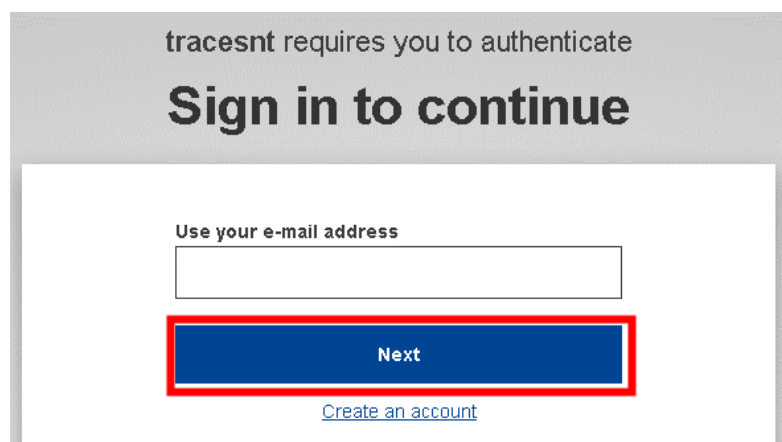 tracesnt requires you to authenticate
Sign in to continue
Use your e-mail address
Next
Create an account